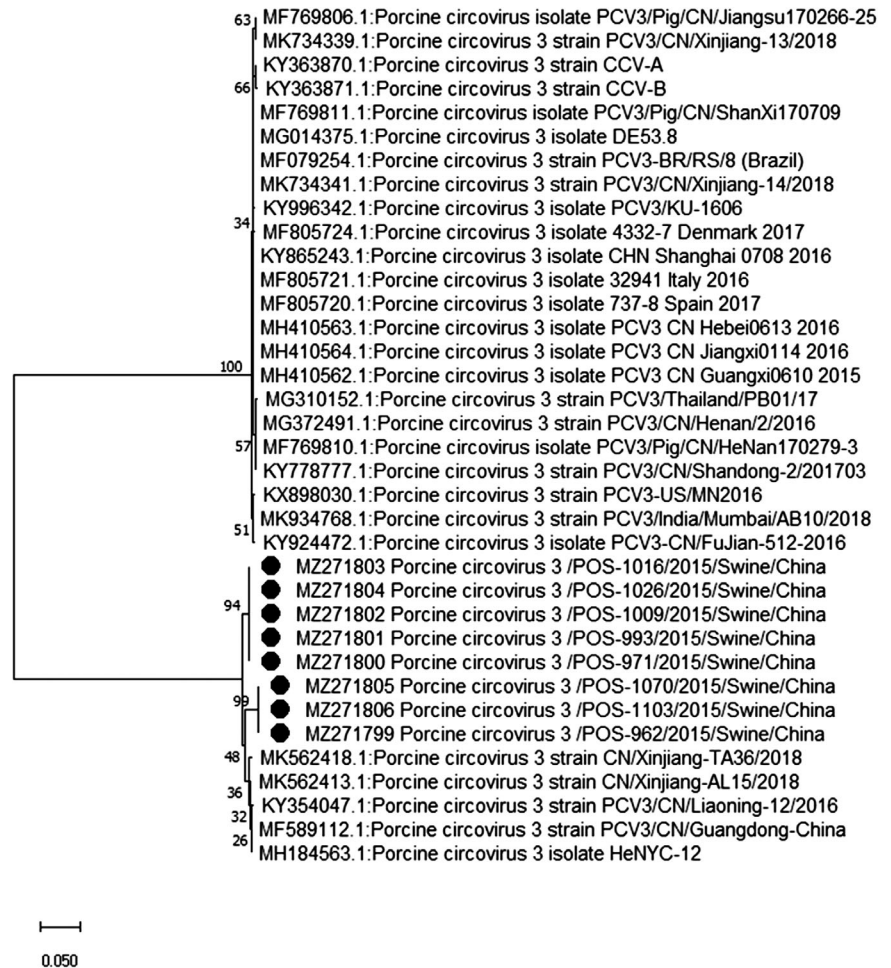 63
MF769806.1:Porcine circovirus isolate PCV3/Pig/CN/Jiangsu170266-25
MK734339.1:Porcine circovirus 3 strain PCV3/CN/Xinjiang-13/2018
KY363870.1:Porcine circovirus 3 strain CCV-A
66
KY363871.1:Porcine circovirus 3 strain CCV-B
MF769811.1:Porcine circovirus isolate PCV3/Pig/CN/ShanXi170709
MG014375.1:Porcine circovirus 3 isolate DE53.8
MF079254.1:Porcine circovirus 3 strain PCV3-BR/RS/8 (Brazil)
MK734341.1:Porcine circovirus 3 strain PCV3/CN/Xinjiang-14/2018
KY996342.1:Porcine circovirus 3 isolate PCV3/KU-1606
34
MF805724.1:Porcine circovirus 3 isolate 4332-7 Denmark 2017
KY865243.1:Porcine circovirus 3 isolate CHN Shanghai 0708 2016
MF805721.1:Porcine circovirus 3 isolate 32941 Italy 2016
MF805720.1:Porcine circovirus 3 isolate 737-8 Spain 2017
MH410563.1:Porcine circovirus 3 isolate PCV3 CN Hebei0613 2016
MH410564.1:Porcine circovirus 3 isolate PCV3 CN Jiangxi0114 2016
100
MH410562.1:Porcine circovirus 3 isolate PCV3 CN Guangxi0610 2015
MG310152.1:Porcine circovirus 3 strain PCV3/Thailand/PB01/17
MG372491.1:Porcine circovirus 3 strain PCV3/CN/Henan/2/2016
57
MF769810.1:Porcine circovirus isolate PCV3/Pig/CN/HeNan170279-3
KY778777.1:Porcine circovirus 3 strain PCV3/CN/Shandong-2/201703
KX898030.1:Porcine circovirus 3 strain PCV3-US/MN2016
MK934768.1:Porcine circovirus 3 strain PCV3/India/Mumbai/AB10/2018
51
KY924472.1:Porcine circovirus 3 isolate PCV3-CN/FuJian-512-2016
MZ271803 Porcine circovirus 3 /POS-1016/2015/Swine/China
MZ271804 Porcine circovirus 3 /POS-1026/2015/Swine/China
94
MZ271802 Porcine circovirus 3 /POS-1009/2015/Swine/China
MZ271801 Porcine circovirus 3 /POS-993/2015/Swine/China
MZ271800 Porcine circovirus 3 /POS-971/2015/Swine/China
MZ271805 Porcine circovirus 3 /POS-1070/2015/Swine/China
99
MZ271806 Porcine circovirus 3 /POS-1103/2015/Swine/China
MZ271799 Porcine circovirus 3 /POS-962/2015/Swine/China
48
MK562418.1:Porcine circovirus 3 strain CN/Xinjiang-TA36/2018
MK562413.1:Porcine circovirus 3 strain CN/Xinjiang-AL15/2018
36
KY354047.1:Porcine circovirus 3 strain PCV3/CN/Liaoning-12/2016
32
MF589112.1:Porcine circovirus 3 strain PCV3/CN/Guangdong-China
26
MH184563.1:Porcine circovirus 3 isolate HeNYC-12
0.050